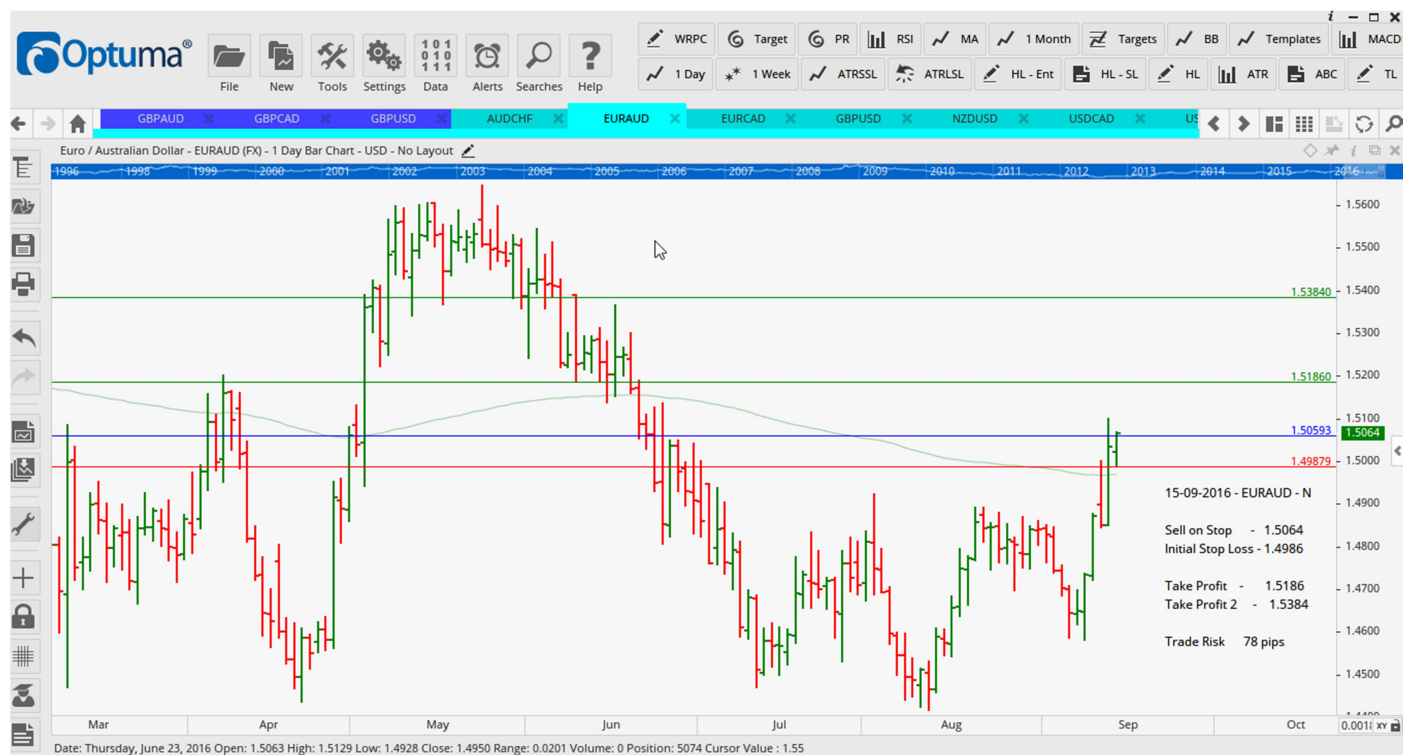 Optuma®
File
New
Tools
Settings
101
010
111
Data
Alerts
Searches
Help
WRPC
Target
PR
RSI
MA
1 Month
Targets
BB
Templates
MACD
1 Day
1 Week
ATRSSL
ATRLSL
HL - Ent
HL - SL
HL
ATR
ABC
TL
GBPAUD
GBPCAD
GBPUSD
AUDCHF
EURAUD
EURCAD
GBPUSD
NZDUSD
USDCAD
Euro / Australian Dollar - EURAUD (FX) - 1 Day Bar Chart - USD - No Layout
1996 1998 1999 2000 2001 2002 2003 2004 2005 2006 2007 2008 2009 2010 2011 2012 2013 2014 2015 2016
1.5600
1.5500
1.5400
1.53840
1.5300
1.5200
1.51860
1.5100
1.50593
1.5064
1.5000
1.49879
1.4900
1.4800
1.4700
1.4600
1.4500
1.4400
15-09-2016 - EURAUD - N
Sell on Stop - 1.5064
Initial Stop Loss - 1.4986
Take Profit - 1.5186
Take Profit 2 - 1.5384
Trade Risk 78 pips
Mar Apr May Jun Jul Aug Sep Oct
XY
Date: Thursday, June 23, 2016 Open: 1.5063 High: 1.5129 Low: 1.4928 Close: 1.4950 Range: 0.0201 Volume: 0 Position: 5074 Cursor Value : 1.55